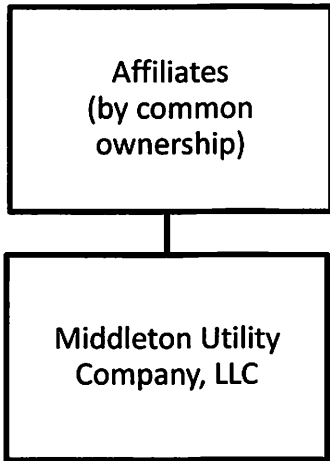 Affiliates
(by common
ownership)
Middleton Utility
Company, LLC